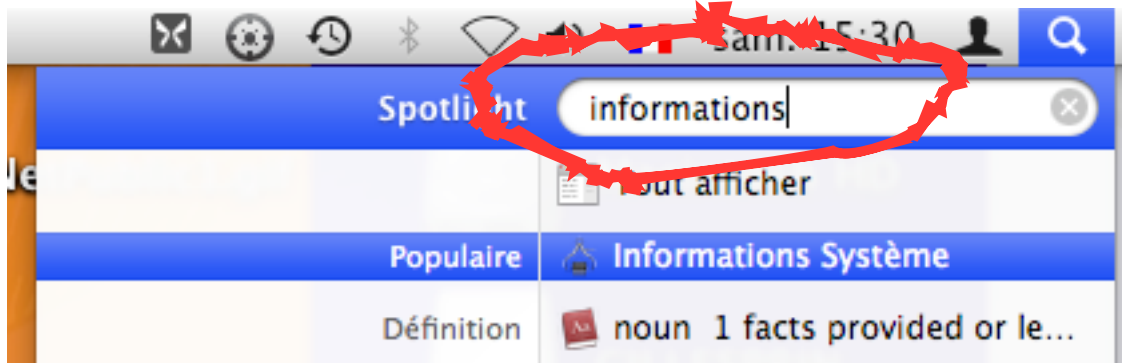 sam. 15:30
Spotlight informations
Tout afficher
Populaire Informations Système
Définition noun 1 facts provided or le...